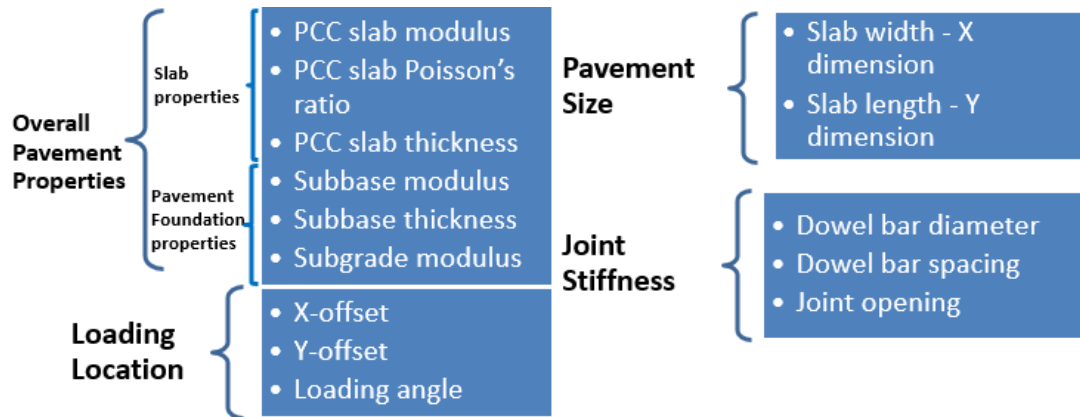 Overall
Pavement
Properties
Slab
properties
• PCC slab modulus
• PCC slab Poisson’s
ratio
• PCC slab thickness
Pavement
Foundation
properties
• Subbase modulus
• Subbase thickness
• Subgrade modulus
Loading
Location
• X-offset
• Y-offset
• Loading angle
Pavement
Size
• Slab width - X
dimension
• Slab length - Y
dimension
Joint
Stiffness
• Dowel bar diameter
• Dowel bar spacing
• Joint opening